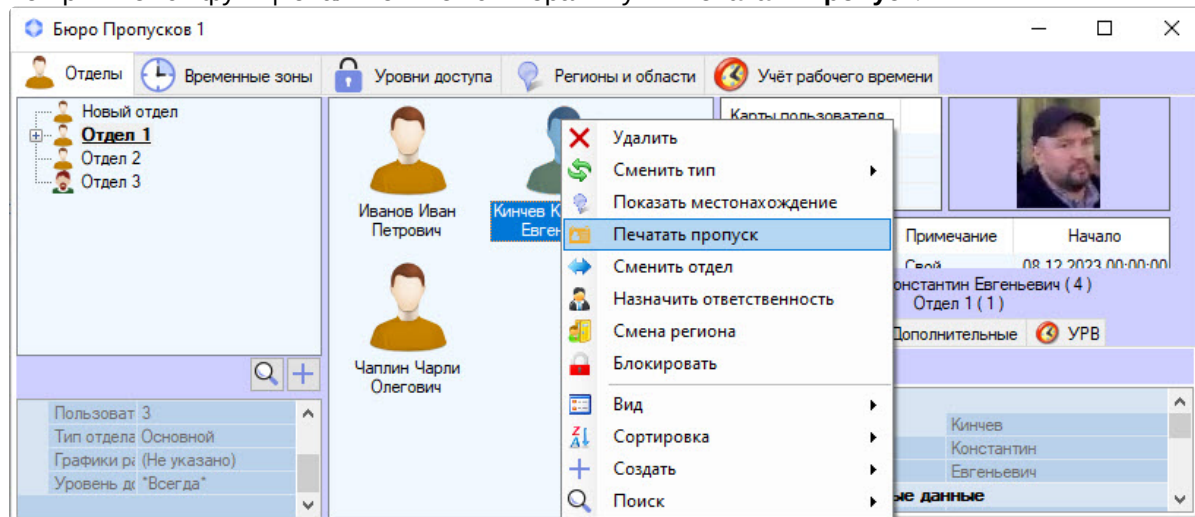 Бюро Пропусков 1
Отделы Временные зоны Уровни доступа Регионы и области Учёт рабочего времени
Новый отдел
Отдел 1
Отдел 2
Отдел 3
Иванов Иван
Петрович
Кинчев К
Евген
Чаплин Чарли
Олегович
Карты пользователя
Удалить
Сменить тип
Показать местонахождение
Печатать пропуск
Сменить отдел
Назначить ответственность
Смена региона
Блокировать
Вид
Сортировка
Создать
Поиск
Примечание Начало
Свой 08.12.2023 00:00:00
онстантин Евгеньевич ( 4 )
Отдел 1 ( 1 )
Дополнительные УРВ
Пользоват 3
Тип отдела Основной
Графики ра (Не указано)
Уровень до *Всегда*
Кинчев
Константин
Евгеньевич
ые данные